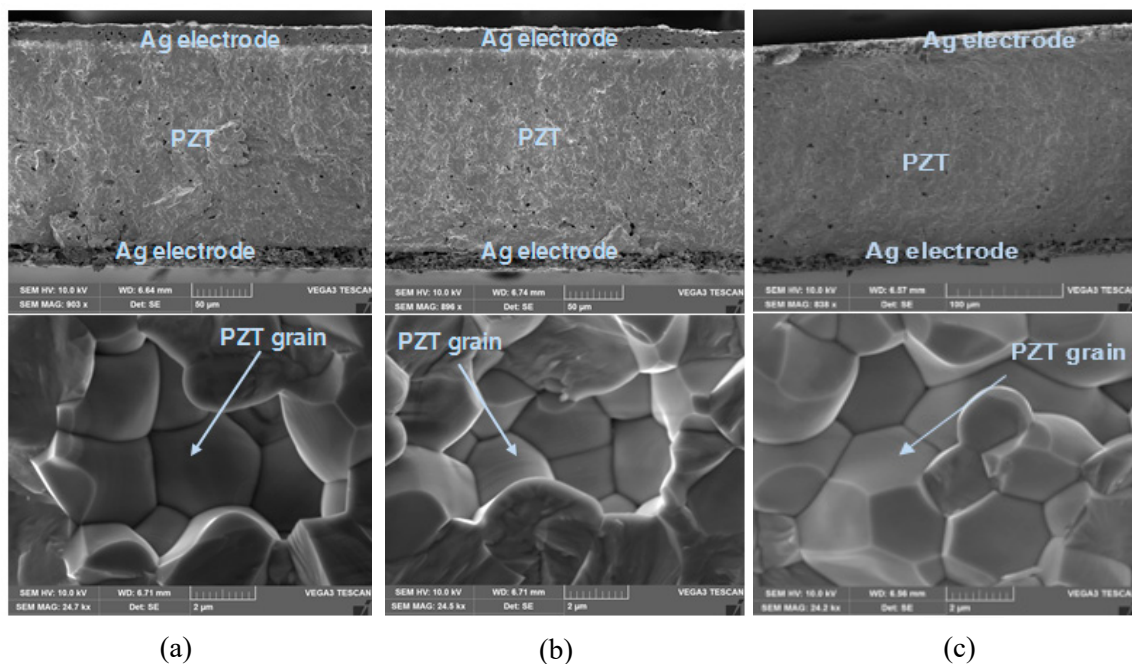 Ag electrode
PZT
Ag electrode
SEM HV: 10.0 kV WD: 6.64 mm VEGA3 TESCAN
SEM MAG: 903 x Det: SE 50 µm
Ag electrode
PZT
Ag electrode
SEM HV: 10.0 kV WD: 6.74 mm VEGA3 TESCAN
SEM MAG: 896 x Det: SE 50 µm
Ag electrode
PZT
Ag electrode
SEM HV: 10.0 kV WD: 6.57 mm VEGA3 TESCAN
SEM MAG: 838 x Det: SE 100 µm
PZT grain
SEM HV: 10.0 kV WD: 6.71 mm VEGA3 TESCAN
SEM MAG: 24.7 kx Det: SE 2 µm
PZT grain
SEM HV: 10.0 kV WD: 6.71 mm VEGA3 TESCAN
SEM MAG: 24.5 kx Det: SE 2 µm
PZT grain
SEM HV: 10.0 kV WD: 6.56 mm VEGA3 TESCAN
SEM MAG: 24.2 kx Det: SE 2 µm
(a) (b) (c)